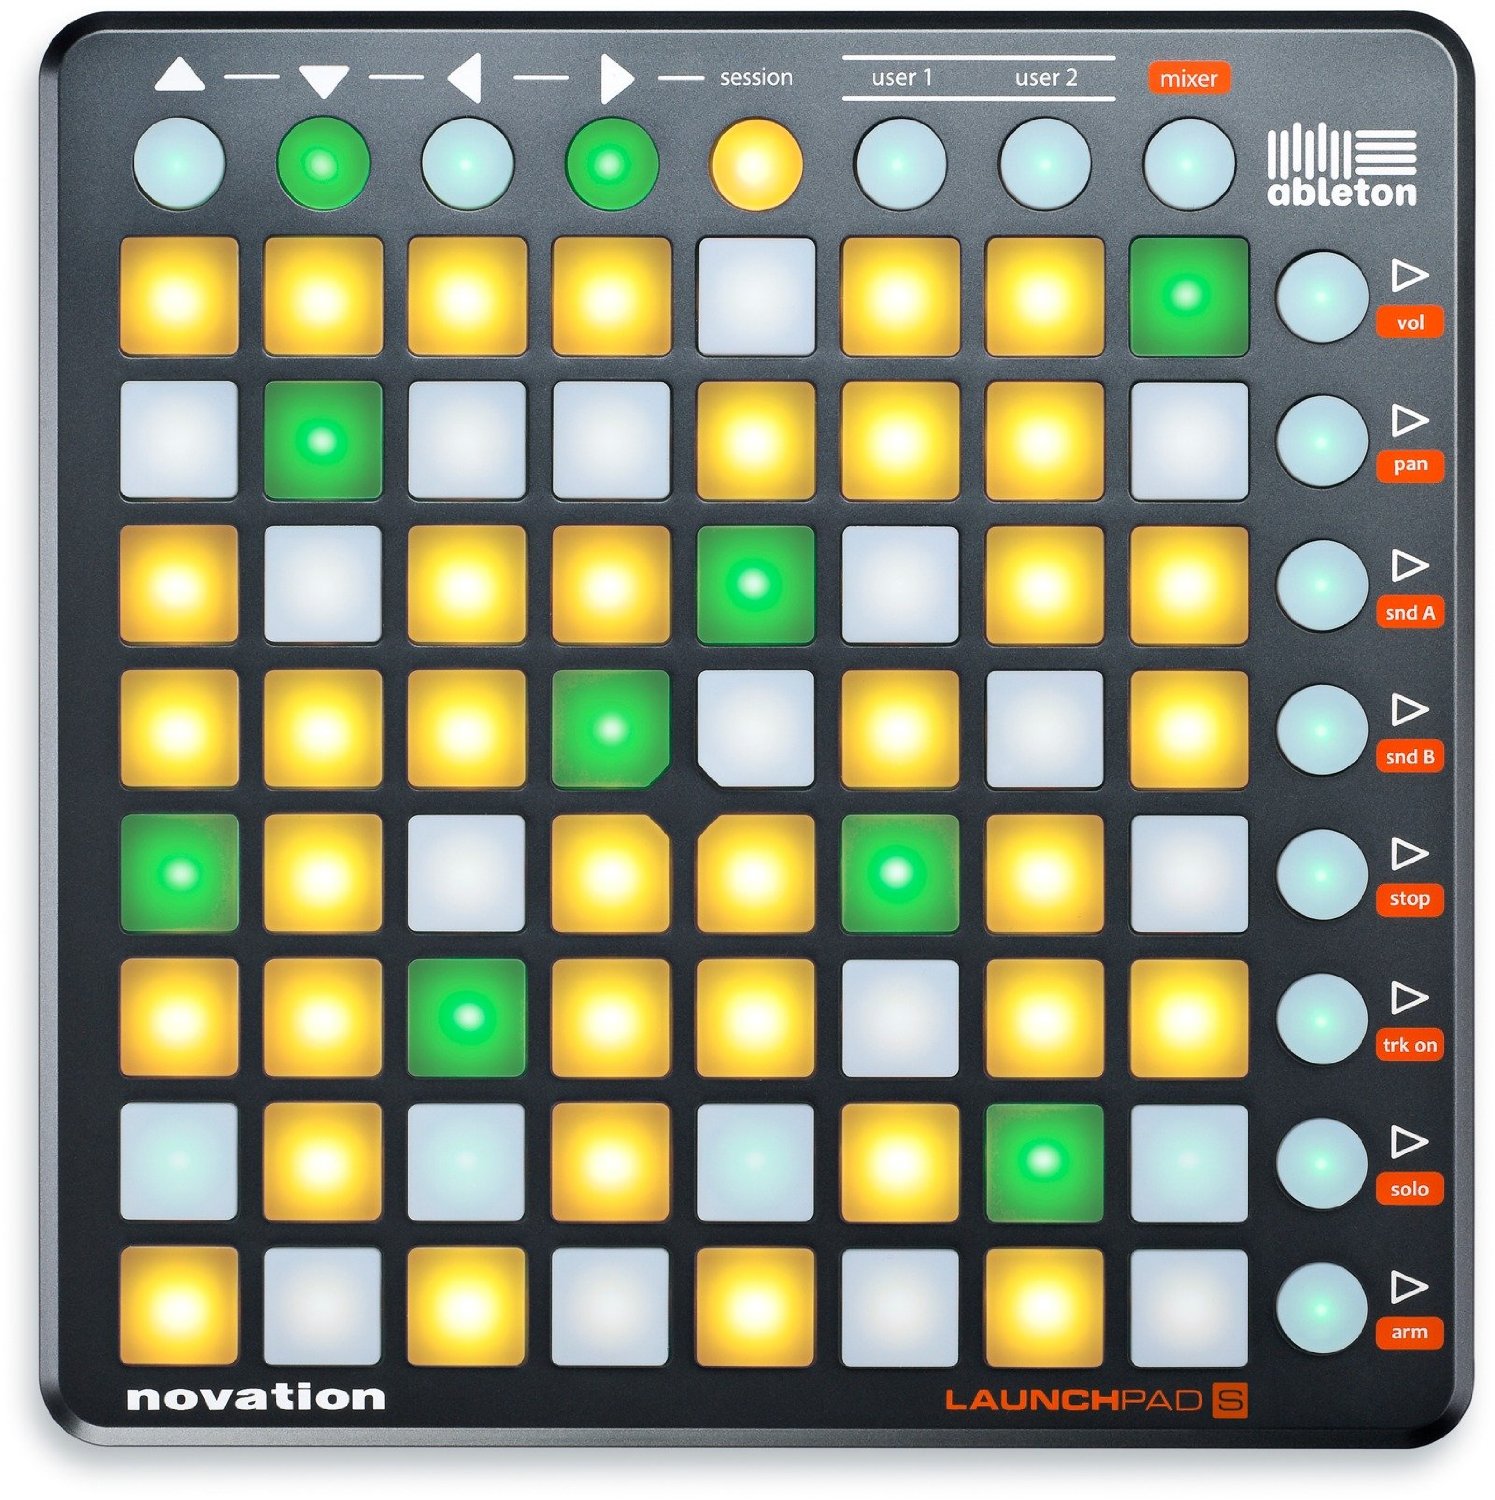 session user 1 user 2 mixer
ableton
vol
pan
snd A
snd B
stop
trk on
solo
arm
novation LAUNCHPAD S